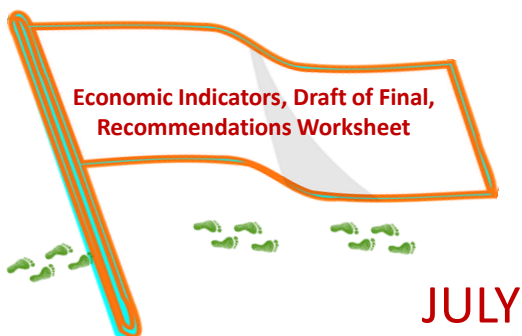 Economic Indicators, Draft of Final,
Recommendations Worksheet
JULY